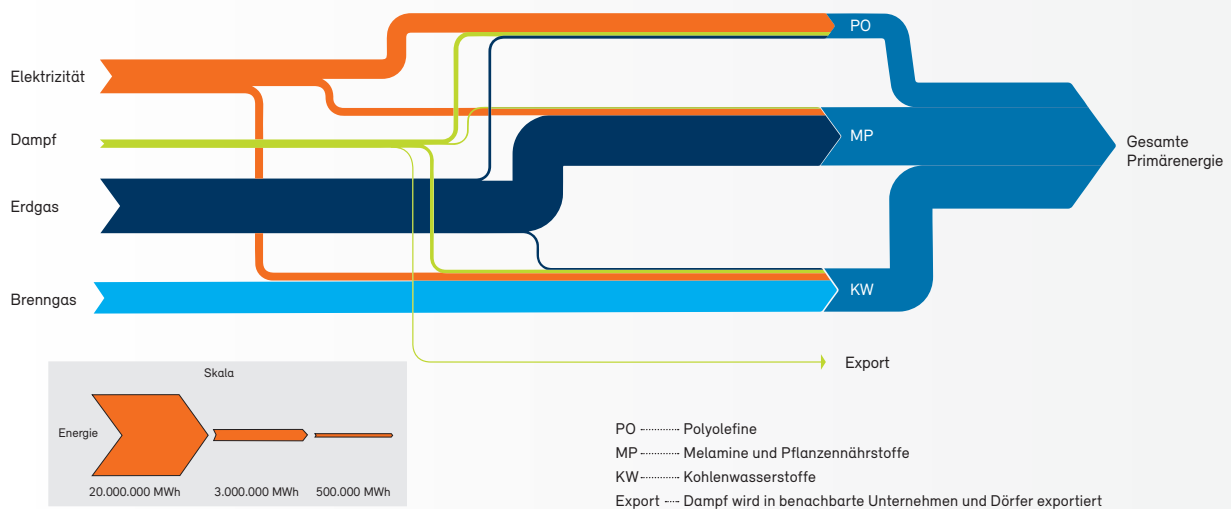 PO
Elektrizität
Dampf
MP
Gesamte
Primärenergie
Erdgas
Brenngas
KW
Export
Skala
Energie
20.000.000 MWh
3.000.000 MWh
500.000 MWh
PO ---------- Polyolefine
MP ---------- Melamine und Pflanzennährstoffe
KW ---------- Kohlenwasserstoffe
Export ---- Dampf wird in benachbarte Unternehmen und Dörfer exportiert